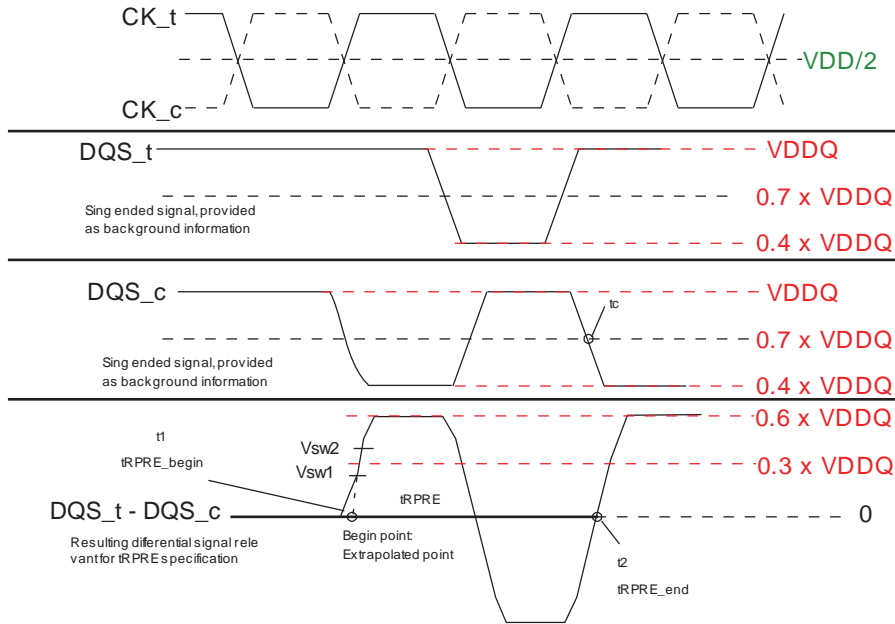 CK_t
VDD/2
CK_c
DQS_t
VDDQ
0.7 x VDDQ
Sing ended signal, provided
as background information
0.4 x VDDQ
DQS_c
VDDQ
tc
0.7 x VDDQ
Sing ended signal, provided
as background information
0.4 x VDDQ
0.6 x VDDQ
t1
Vsw2
tRPRE_begin
Vsw1
0.3 x VDDQ
tRPRE
DQS_t - DQS_c
0
Resulting differential signal rele
vant for tRPRE specification
Begin point:
Extrapolated point
t2
tRPRE_end